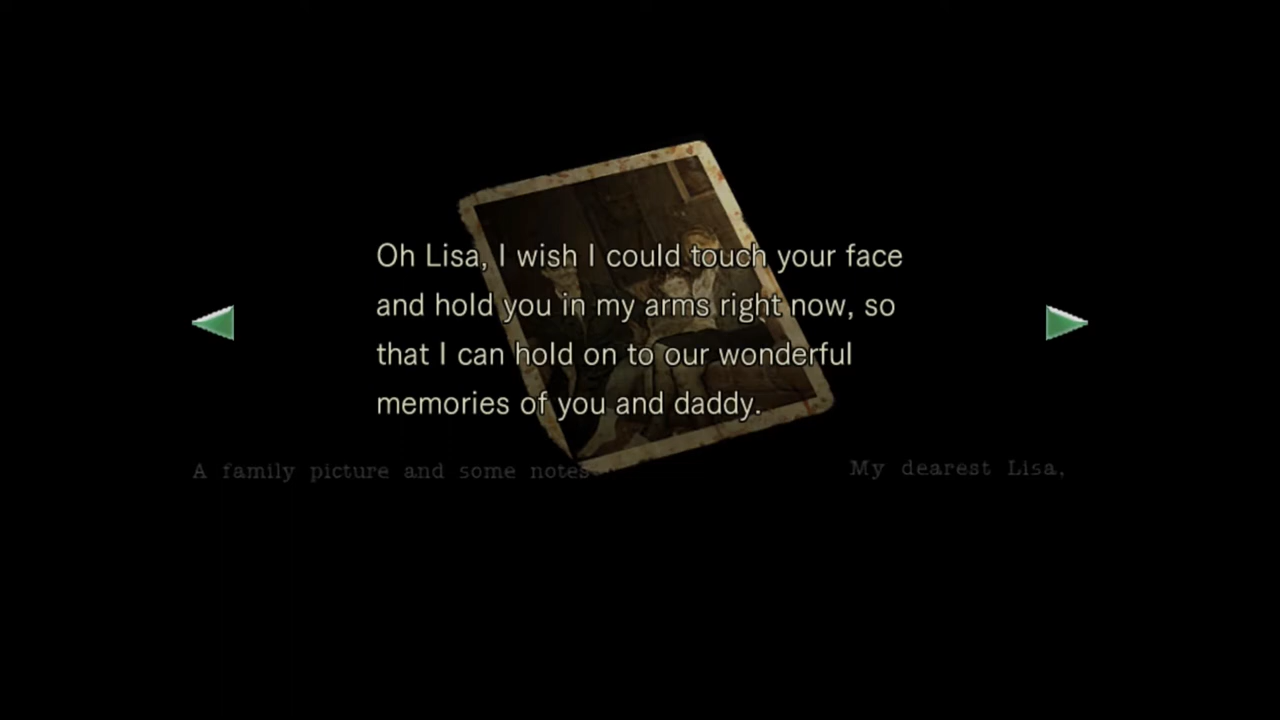 Oh Lisa, I wish I could touch your face
and hold you in my arms right now, so
that I can hold on to our wonderful
memories of you and daddy.
A family picture and some notes
My dearest Lisa,